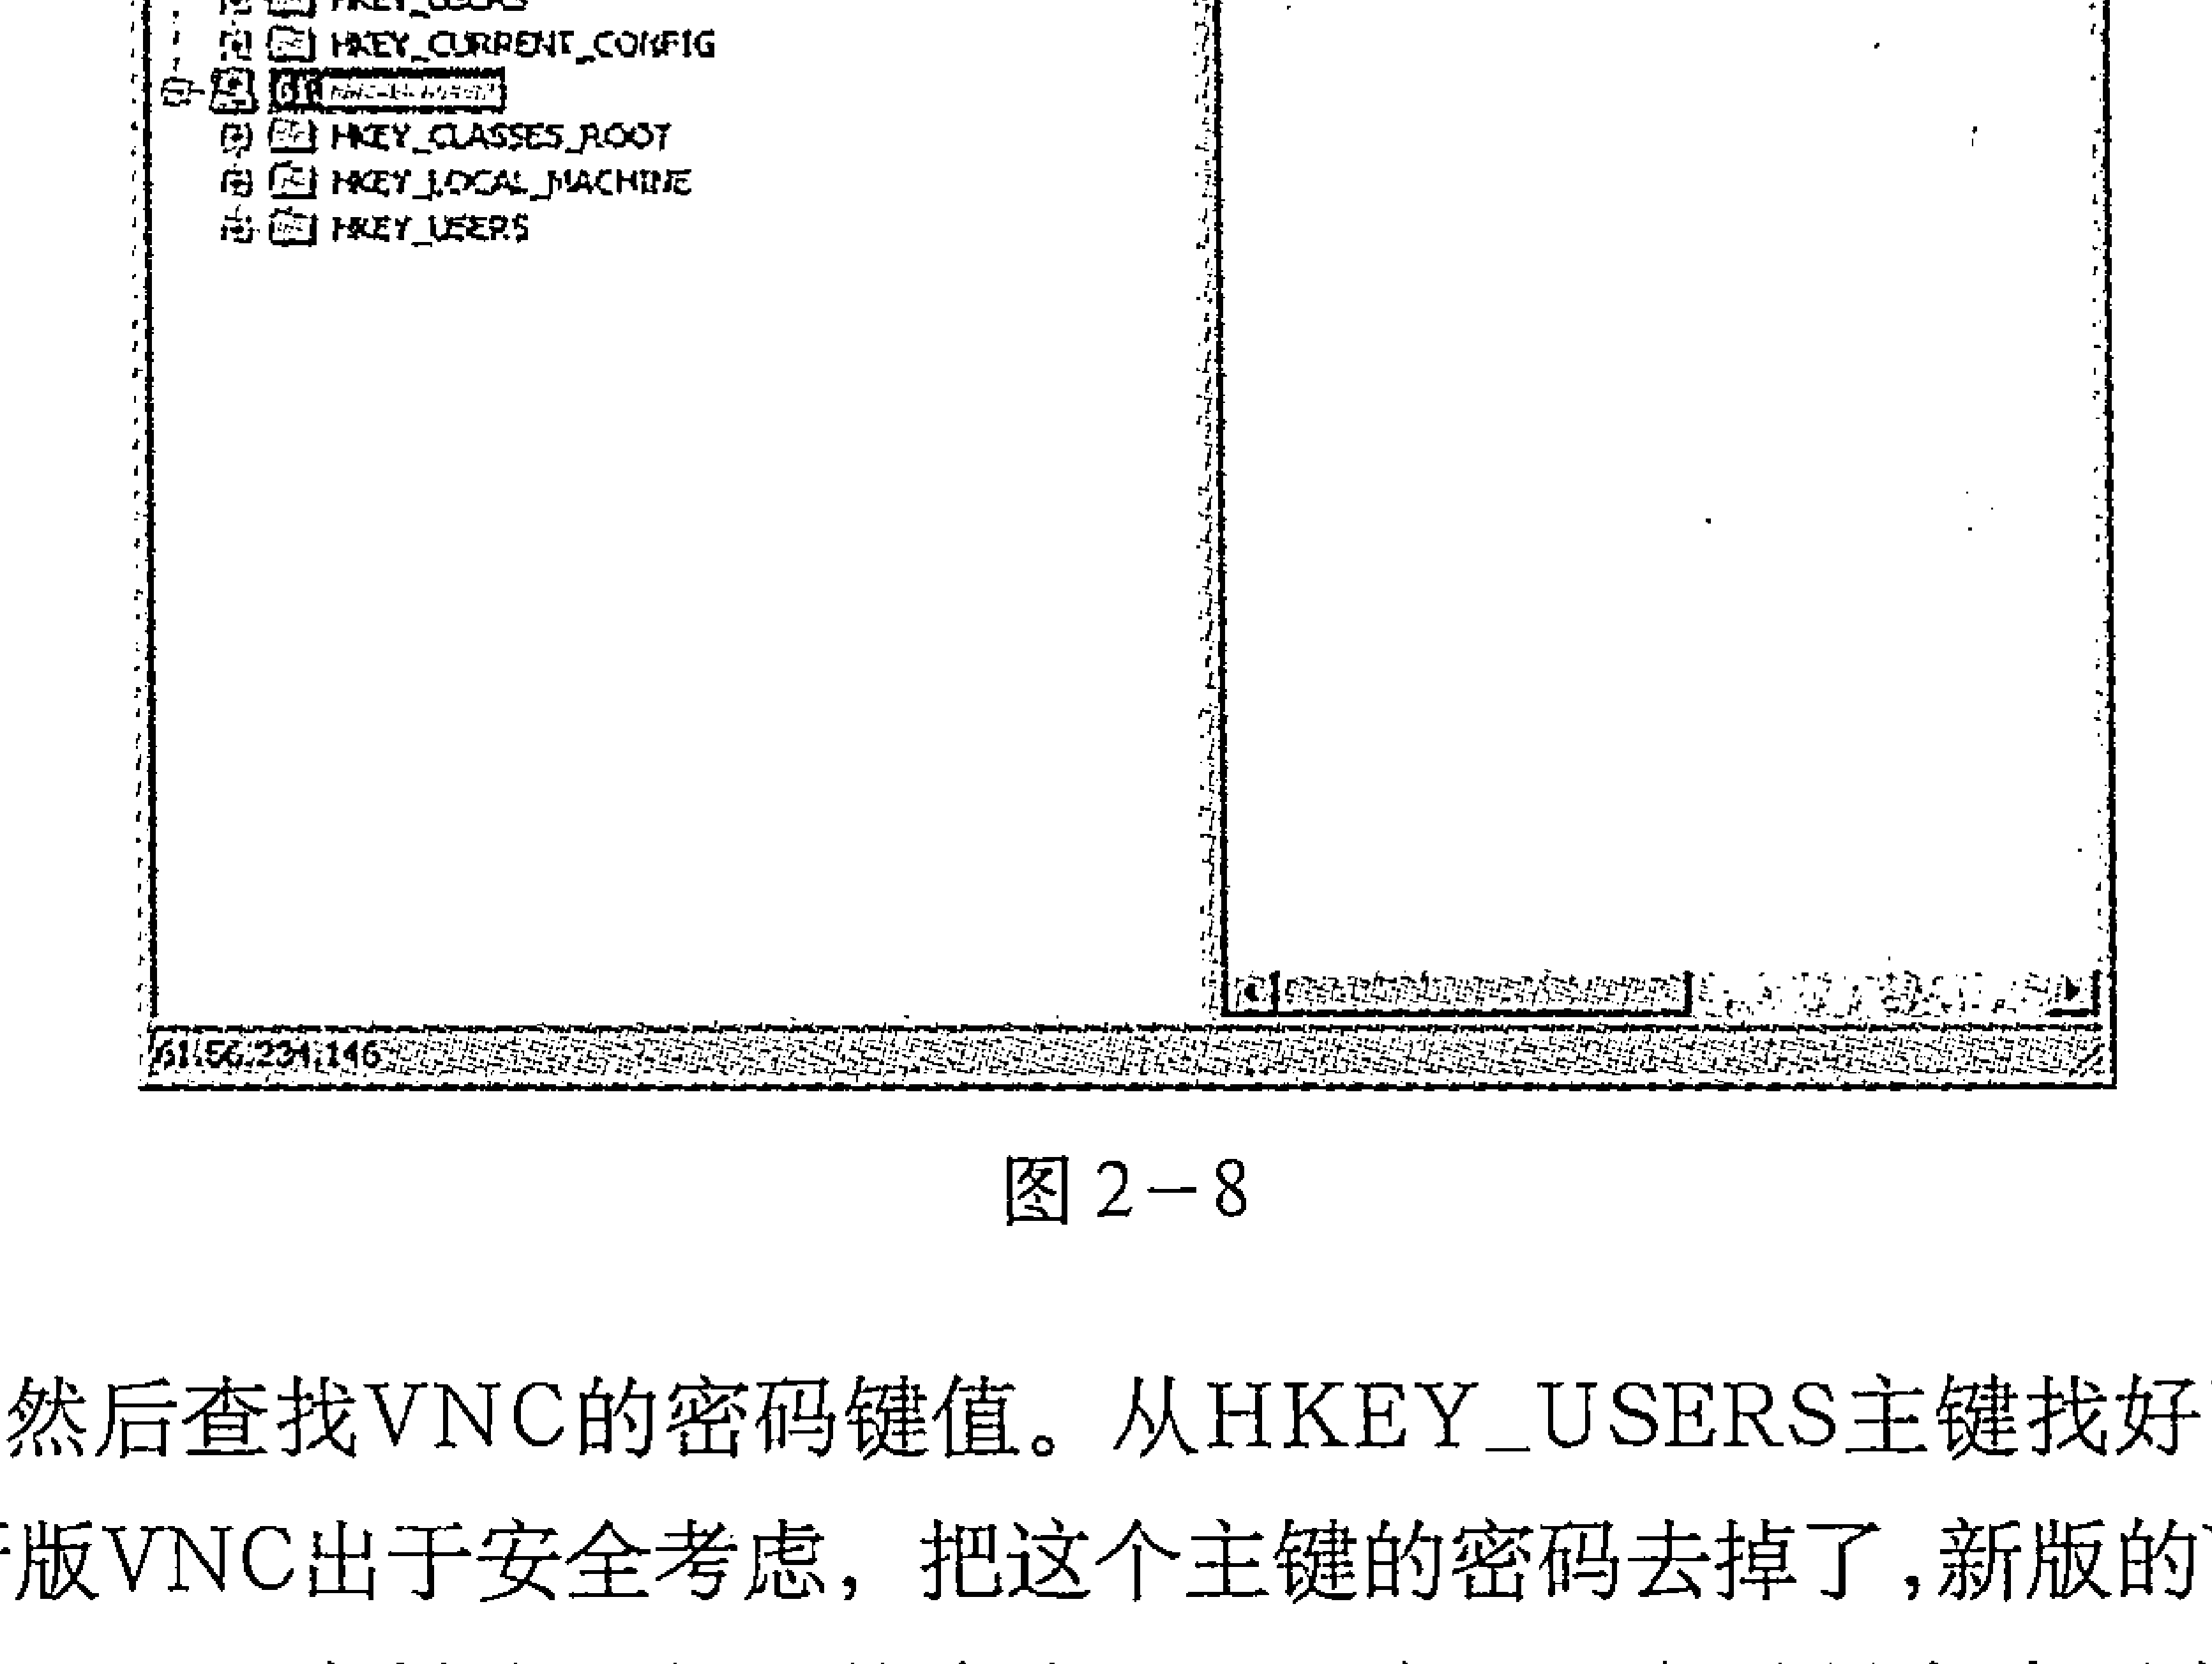 HKEY_USERS
HKEY_CURRENT_CONFIG
HKEY_CLASSES_ROOT
HKEY_LOCAL_MACHINE
HKEY_USERS
61.56.234.146
图2-8
然后查找VNC的密码键值。从HKEY_USERS主键找好
版VNC出于安全考虑，把这个主键的密码去掉了,新版的